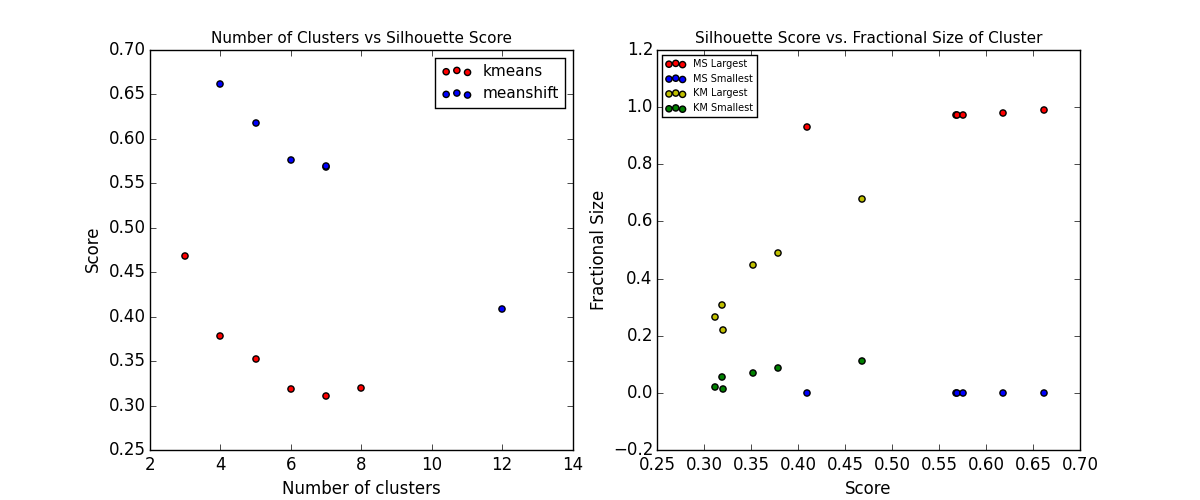 Number of Clusters vs Silhouette Score
0.70
0.65
0.60
0.55
0.50
0.45
0.40
0.35
0.30
0.25
Score
kmeans
meanshift
2 4 6 8 10 12 14
Number of clusters
Silhouette Score vs. Fractional Size of Cluster
1.2
1.0
0.8
0.6
0.4
0.2
0.0
−0.2
Fractional Size
MS Largest
MS Smallest
KM Largest
KM Smallest
0.25 0.30 0.35 0.40 0.45 0.50 0.55 0.60 0.65 0.70
Score